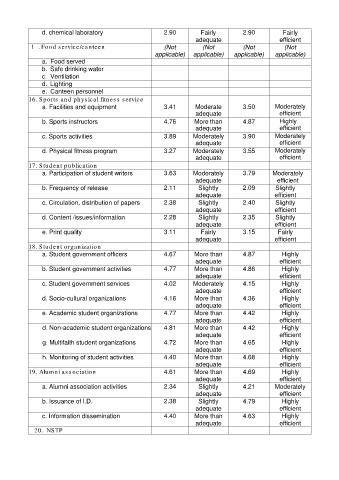 d. chemical laboratory 2.90 Fairly 2.90 Fairly
adequate efficient
1 . Food service/canteen (Not (Not (Not (Not
applicable) applicable) applicable) applicable)
a. Food served
b. Safe drinking water
c. Ventilation
d. Lighting
e. Canteen personnel
16. Sports and physical fitness service
a. Facilities and equipment 3.41 Moderate 3.50 Moderately
adequate efficient
b. Sports instructors 4.76 More than 4.87 Highly
adequate efficient
c. Sports activities 3.89 Moderately 3.90 Moderately
adequate efficient
d. Physical fitness program 3.27 Moderately 3.55 Moderately
adequate efficient
17. Student publication
a. Participation of student writers 3.63 Moderately 3.79 Moderately
adequate efficient
b. Frequency of release 2.11 Slightly 2.09 Slightly
adequate efficient
c. Circulation, distribution of papers 2.38 Slightly 2.40 Slightly
adequate efficient
d. Content /issues/information 2.28 Slightly 2.35 Slightly
adequate efficient
e. Print quality 3.11 Fairly 3.15 Fairly
adequate efficient
18. Student organization
a. Student government officers 4.67 More than 4.87 Highly
adequate efficient
b. Student government activities 4.77 More than 4.86 Highly
adequate efficient
c. Student government services 4.02 Moderately 4.15 Highly
adequate efficient
d. Socio-cultural organizations 4.16 More than 4.36 Highly
adequate efficient
e. Academic student organizations 4.77 More than 4.42 Highly
adequate efficient
d. Non-academic student organizations 4.81 More than 4.42 Highly
adequate efficient
g. Multifaith student organizations 4.72 More than 4.65 Highly
adequate efficient
h. Monitoring of student activities 4.40 More than 4.68 Highly
adequate efficient
19. Alumni association 4.61 More than 4.69 Highly
adequate efficient
a. Alumni association activities 2.34 Slightly 4.21 Moderately
adequate efficient
b. Issuance of I.D. 2.38 Slightly 4.79 Highly
adequate efficient
c. Information dissemination 4.40 More than 4.63 Highly
adequate efficient
20. NSTP